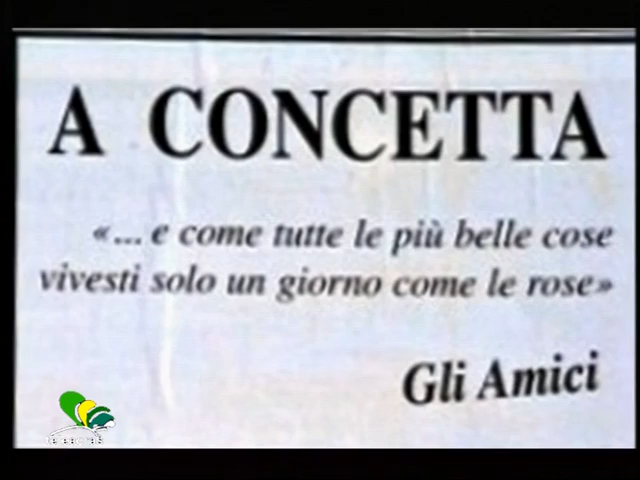 A CONCETTA
«... e come tutte le più belle cose
vivesti solo un giorno come le rose»
Gli Amici